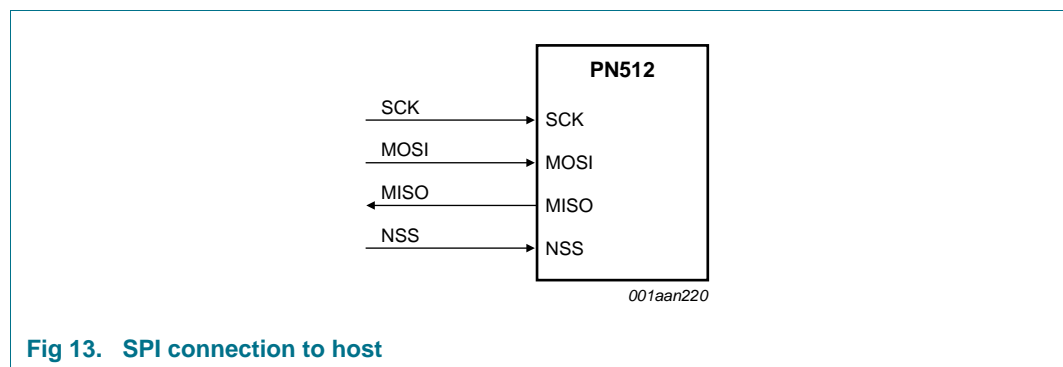 PN512
SCK SCK
MOSI MOSI
MISO MISO
NSS NSS
001aan220
Fig 13. SPI connection to host